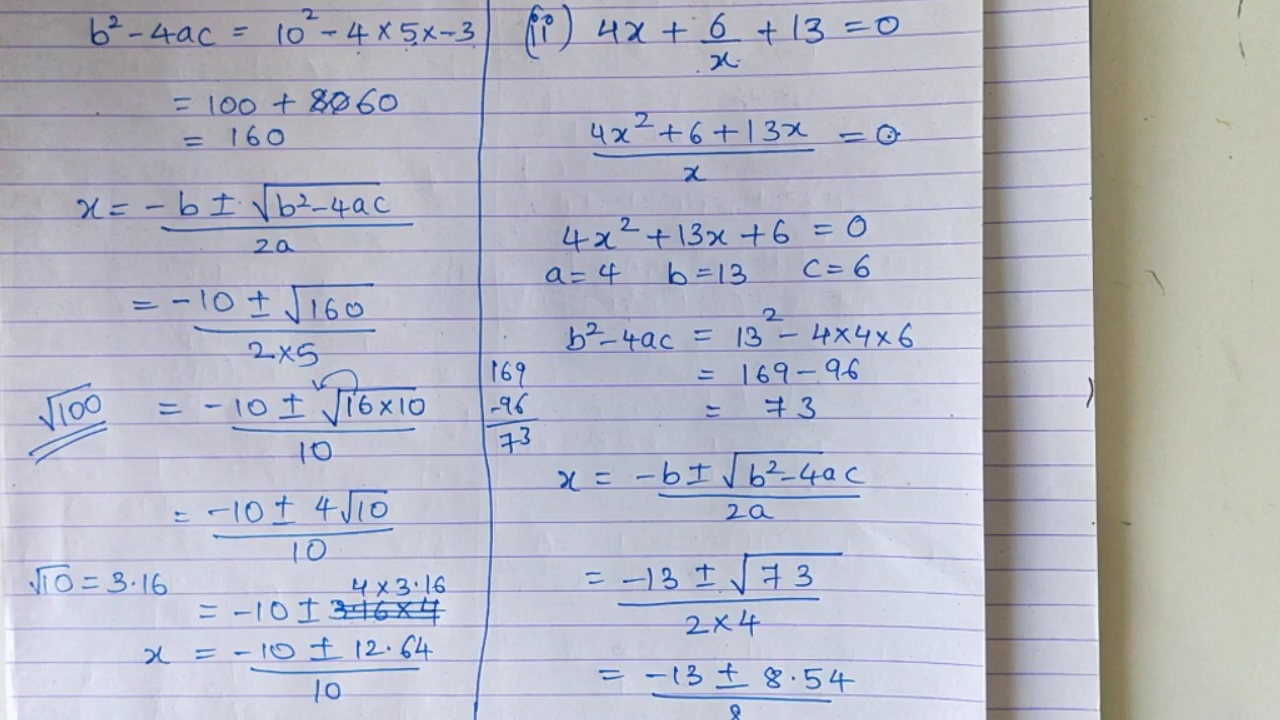 b² - 4ac = 10² - 4 × 5 × -3
= 100 + 8060
= 160
x = -b ± √b² - 4ac
2a
= -10 ± √160
2 × 5
√100 = -10 ± √16 × 10
10
= -10 ± 4√10
10
√10 = 3.16
4 × 3.16
= -10 ± 316 × 4
x = -10 ± 12.64
10
(ii) 4x + 6/x + 13 = 0
4x² + 6 + 13x = 0
x
4x² + 13x + 6 = 0
a = 4 b = 13 c = 6
b² - 4ac = 13² - 4 × 4 × 6
= 169 - 96
= 73
169
-96
73
x = -b ± √b² - 4ac
2a
= -13 ± √73
2 × 4
= -13 ± 8.54
8